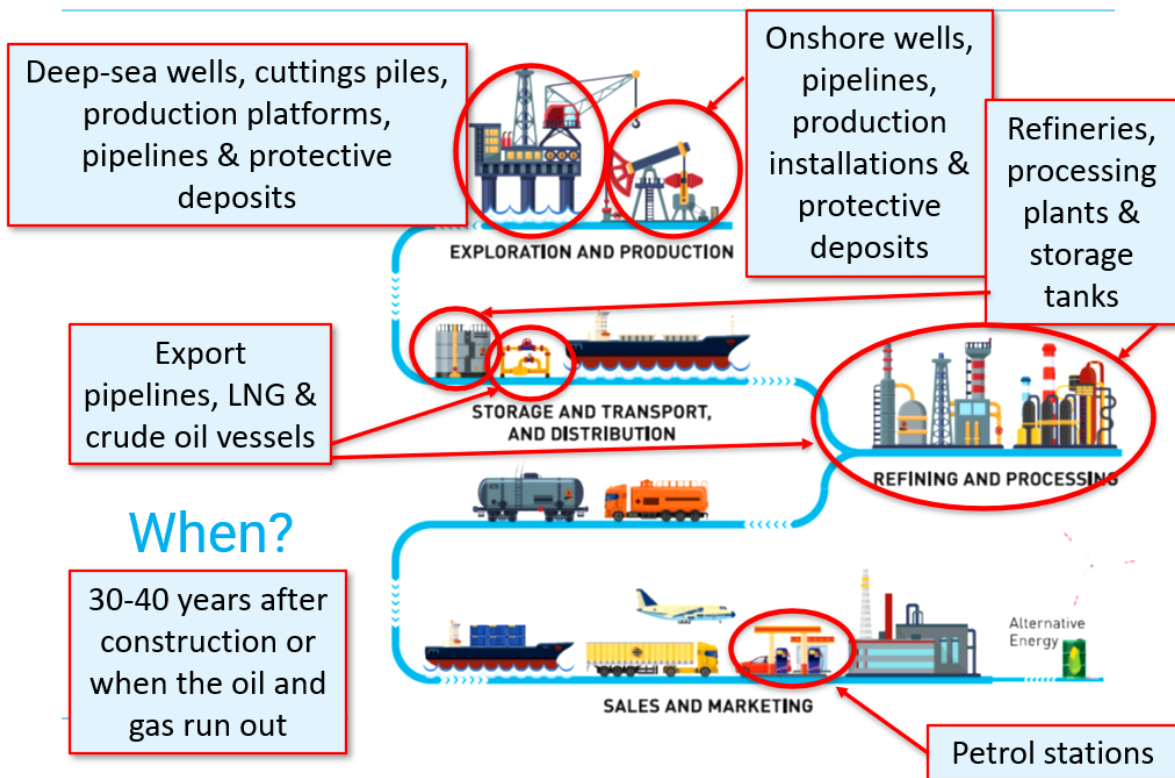 Deep-sea wells, cuttings piles,
production platforms,
pipelines & protective
deposits
Onshore wells,
pipelines,
production
installations &
protective
deposits
Refineries,
processing
plants &
storage
tanks
EXPLORATION AND PRODUCTION
Export
pipelines, LNG &
crude oil vessels
STORAGE AND TRANSPORT,
AND DISTRIBUTION
REFINING AND PROCESSING
When?
30-40 years after
construction or
when the oil and
gas run out
Alternative
Energy
SALES AND MARKETING
Petrol stations